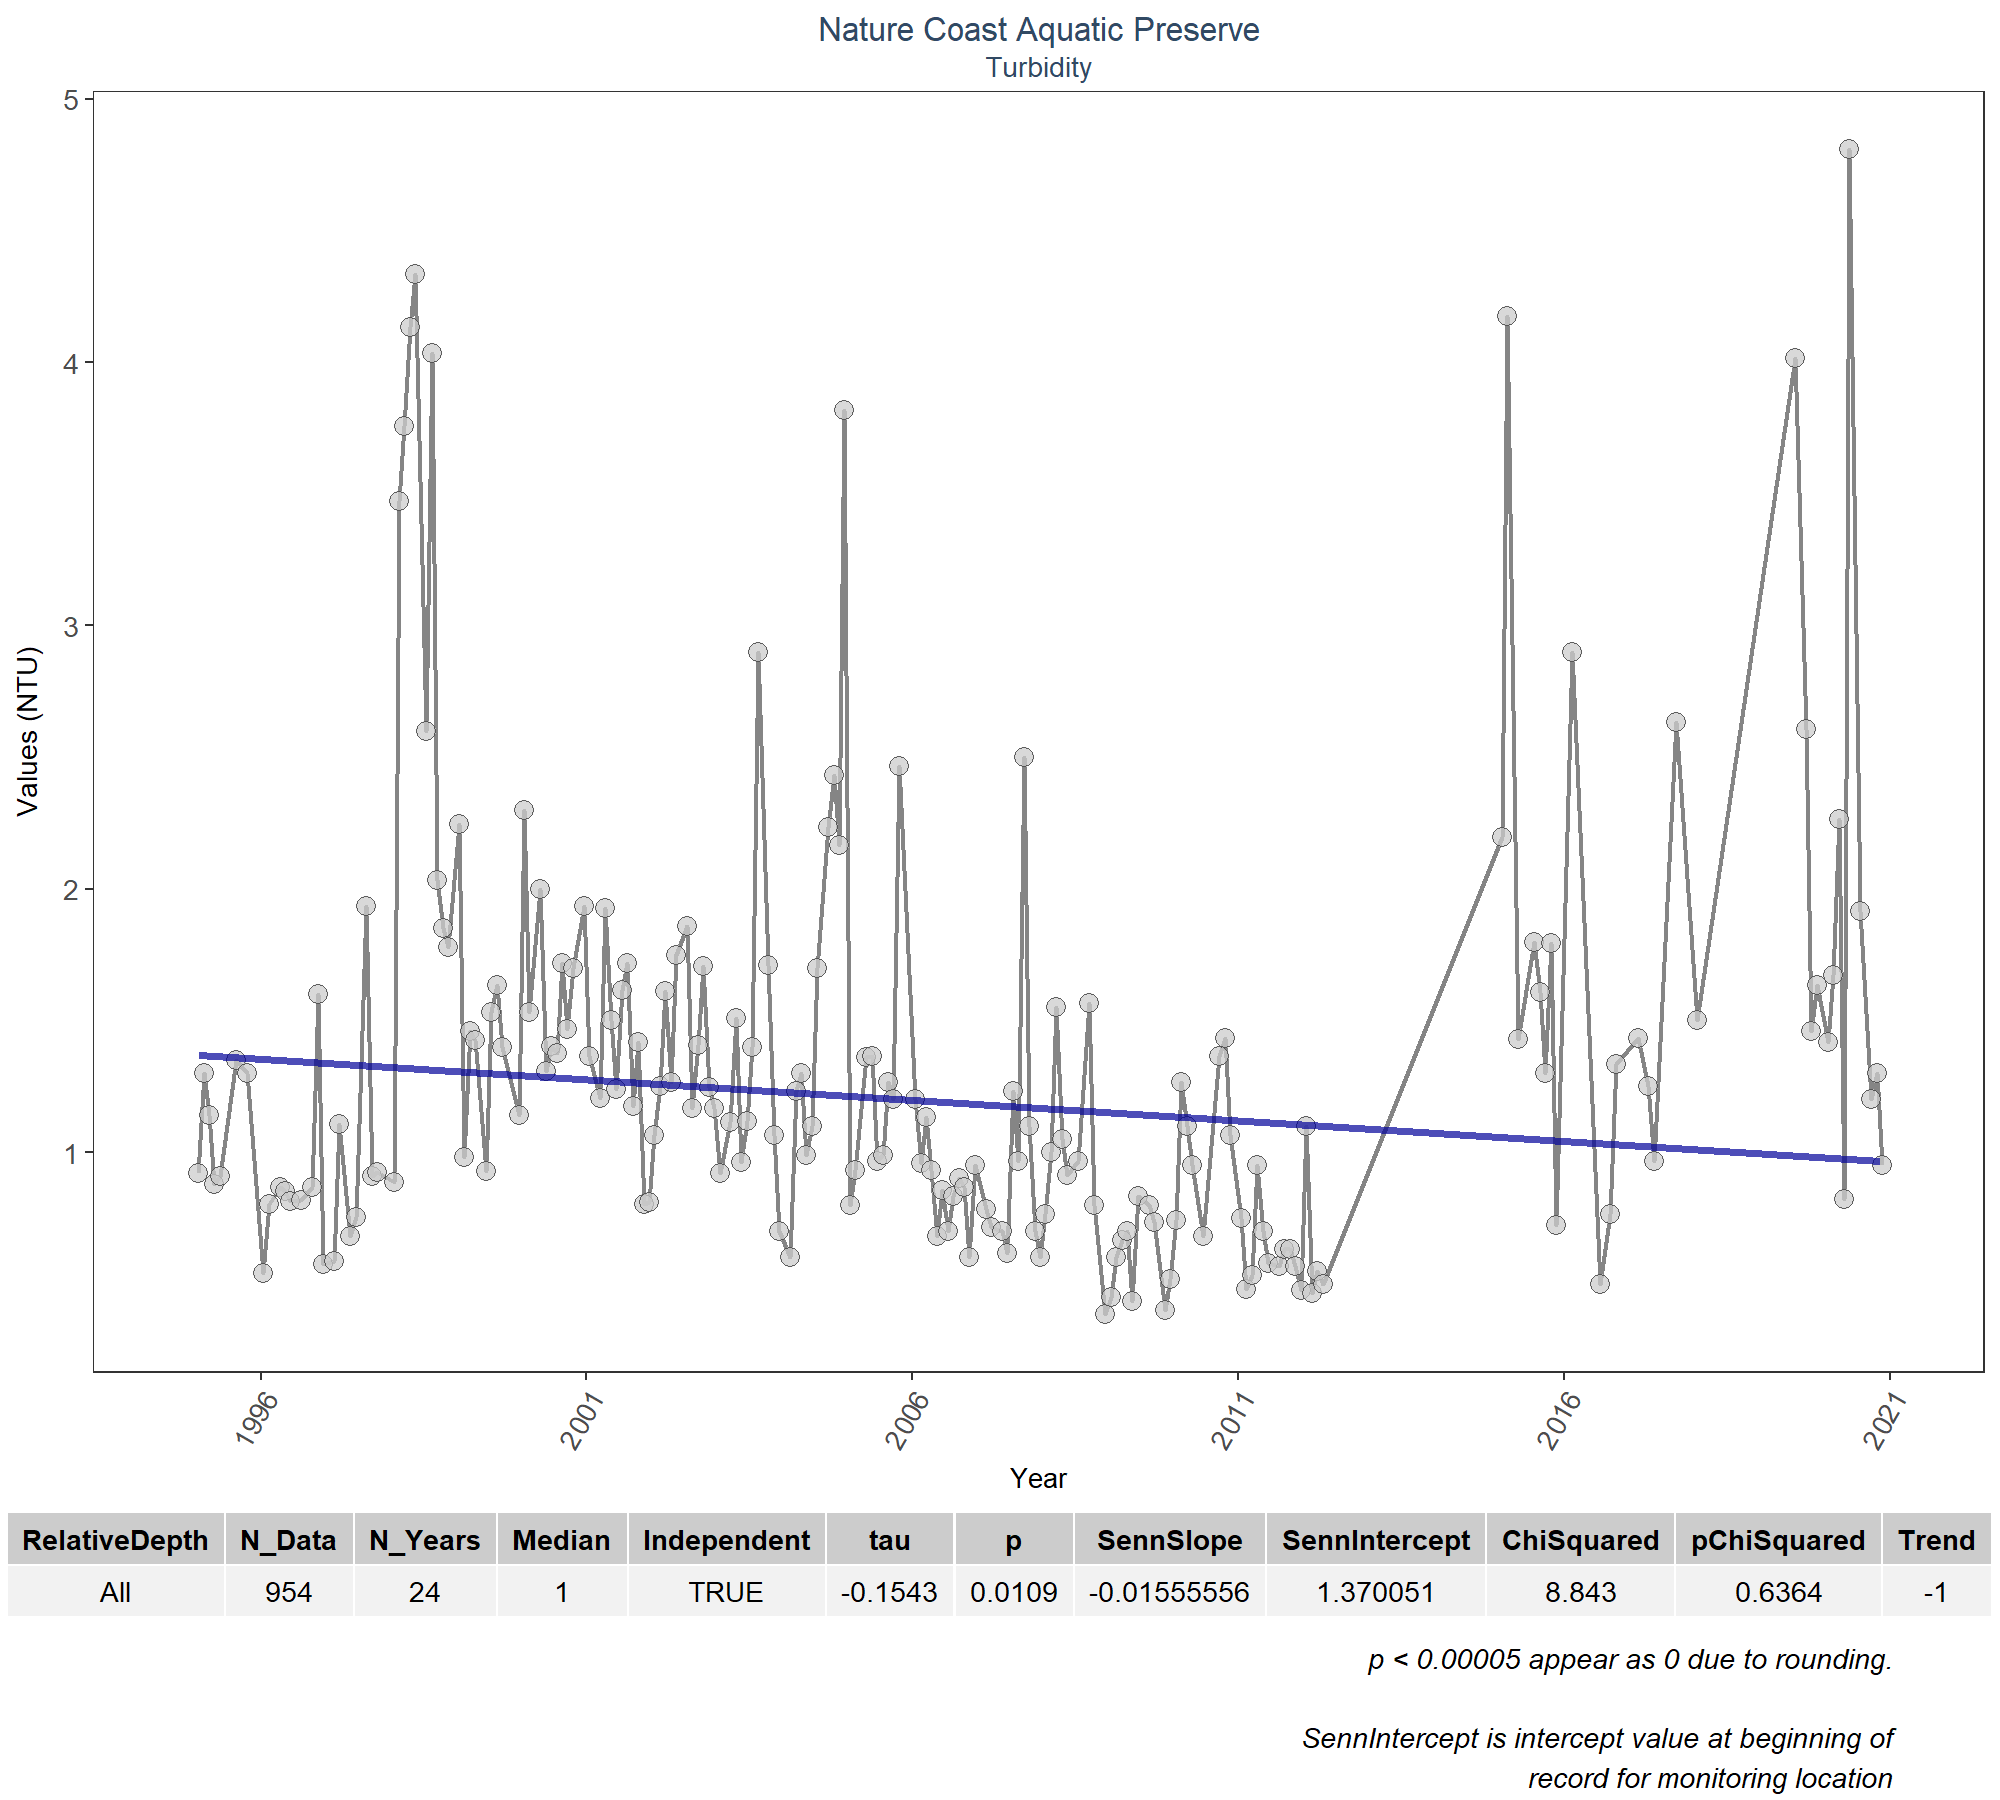 Nature Coast Aquatic Preserve
Turbidity
5
4
3
2
1
Values (NTU)
1996 2001 2006 2011 2016 2021
Year
RelativeDepth N_Data N_Years Median Independent tau p SennSlope SennIntercept ChiSquared pChiSquared Trend
All 954 24 1 TRUE -0.1543 0.0109 -0.01555556 1.370051 8.843 0.6364 -1
p < 0.00005 appear as 0 due to rounding.
SennIntercept is intercept value at beginning of
record for monitoring location